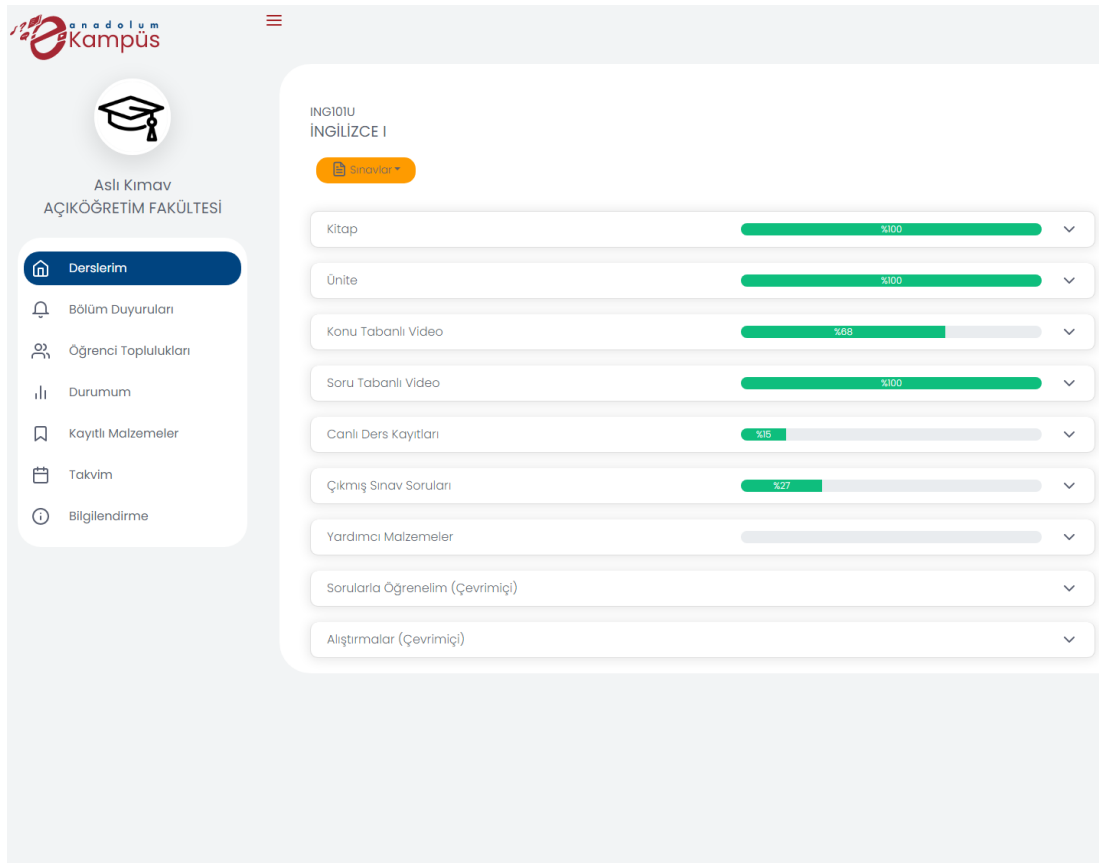 anadolum
eKampüs
Aslı Kımav
AÇIKÖĞRETİM FAKÜLTESİ
Derslerim
Bölüm Duyuruları
Öğrenci Toplulukları
Durumum
Kayıtlı Malzemeler
Takvim
Bilgilendirme
ING101U
İNGİLİZCE I
Sınavlar
Kitap %100
Ünite %100
Konu Tabanlı Video %68
Soru Tabanlı Video %100
Canlı Ders Kayıtları %15
Çıkmış Sınav Soruları %27
Yardımcı Malzemeler
Sorularla Öğrenelim (Çevrimiçi)
Alıştırmalar (Çevrimiçi)